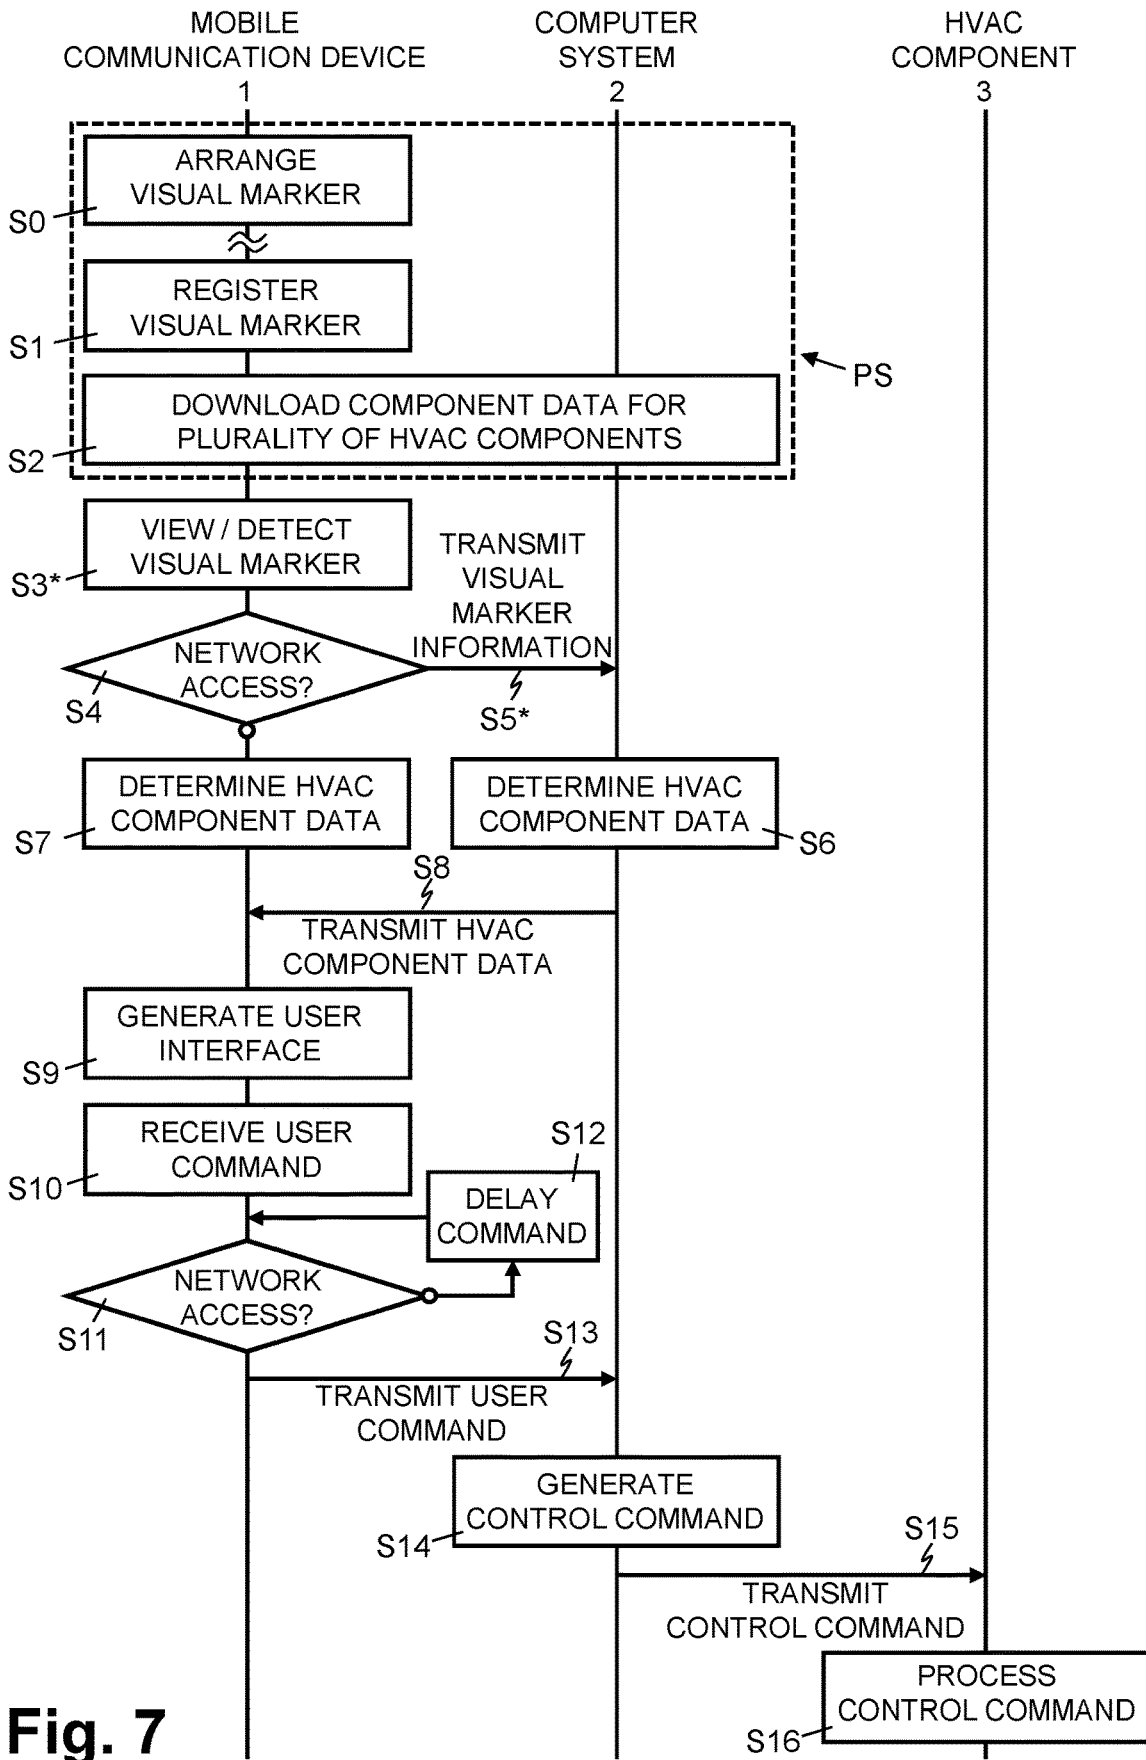 MOBILE
COMMUNICATION DEVICE
1
COMPUTER
SYSTEM
2
HVAC
COMPONENT
3
ARRANGE
VISUAL MARKER
S0
REGISTER
VISUAL MARKER
S1
PS
DOWNLOAD COMPONENT DATA FOR
PLURALITY OF HVAC COMPONENTS
S2
VIEW / DETECT
VISUAL MARKER
S3*
TRANSMIT
VISUAL
MARKER
INFORMATION
NETWORK
ACCESS?
S4
S5*
DETERMINE HVAC
COMPONENT DATA
S7
DETERMINE HVAC
COMPONENT DATA
S6
S8
TRANSMIT HVAC
COMPONENT DATA
GENERATE USER
INTERFACE
S9
RECEIVE USER
COMMAND
S10
S12
DELAY
COMMAND
NETWORK
ACCESS?
S11
S13
TRANSMIT USER
COMMAND
GENERATE
CONTROL COMMAND
S14
S15
TRANSMIT
CONTROL COMMAND
PROCESS
CONTROL COMMAND
S16
Fig. 7